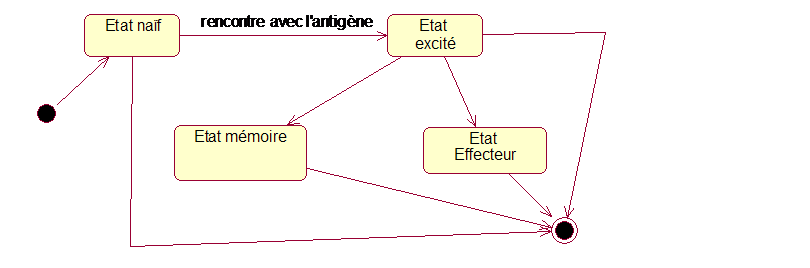 Etat naïf
rencontre avec l'antigène
Etat
excité
Etat mémoire
Etat
Effecteur